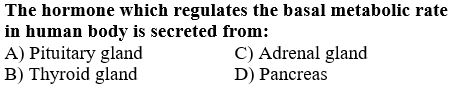 The hormone which regulates the basal metabolic rate
in human body is secreted from:
A) Pituitary gland C) Adrenal gland
B) Thyroid gland D) Pancreas